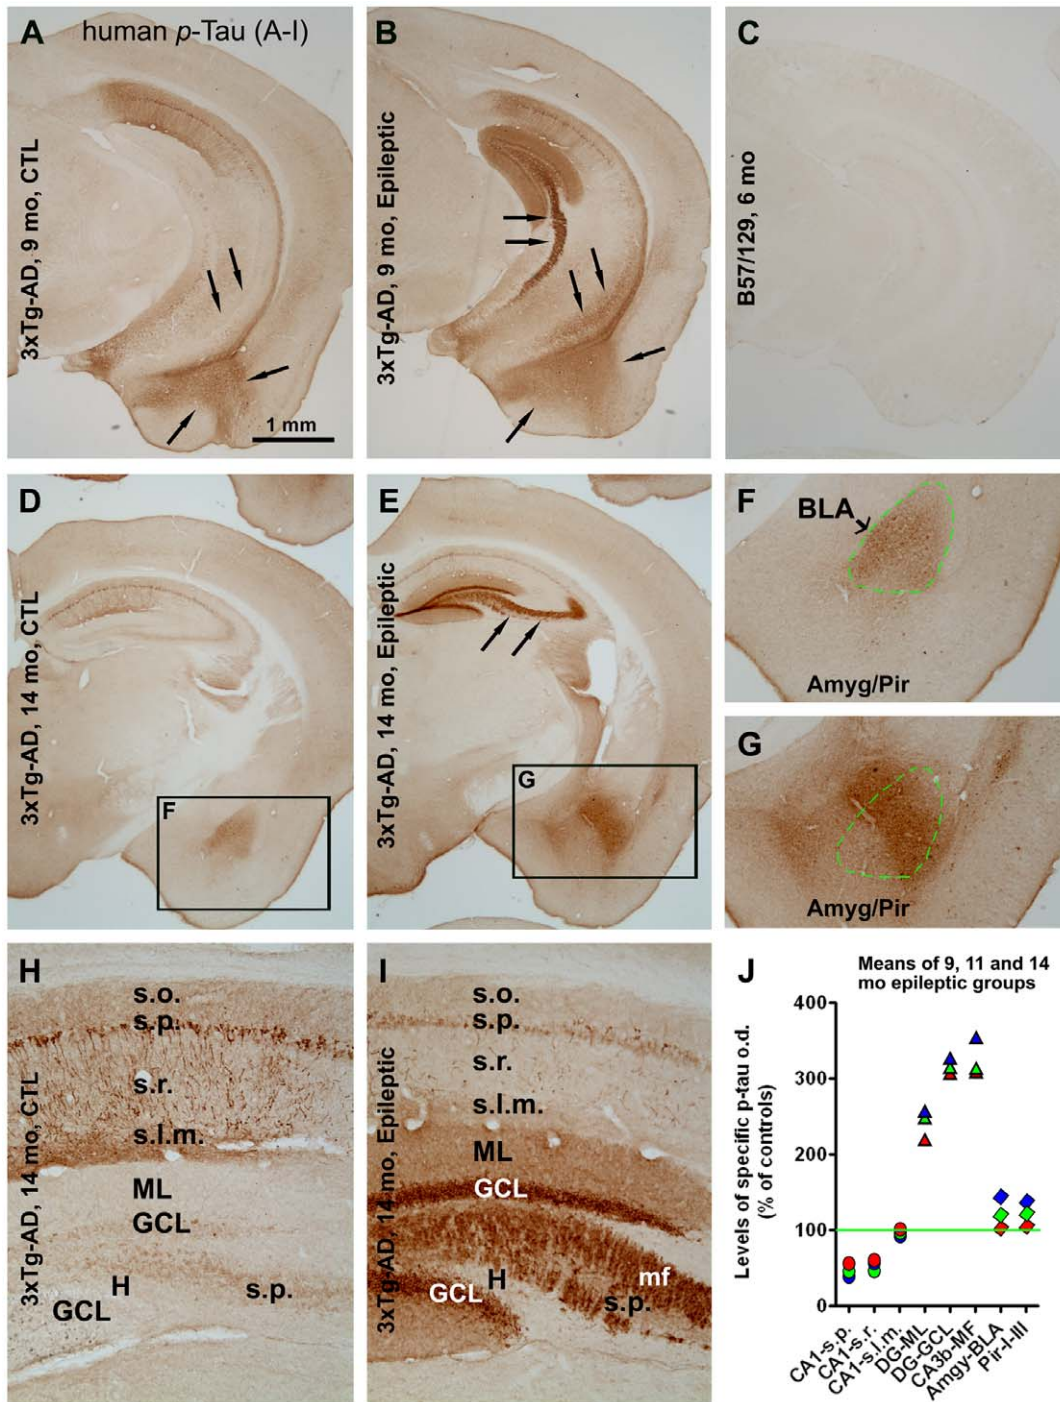 A human p-Tau (A-I)
3xTg-AD, 9 mo, CTL
1 mm
B
3xTg-AD, 9 mo, Epileptic
C
B57/129, 6 mo
D
3xTg-AD, 14 mo, CTL
F
E
3xTg-AD, 14 mo, Epileptic
G
F
BLA
Amyg/Pir
G
Amyg/Pir
H
3xTg-AD, 14 mo, CTL
s.o.
s.p.
s.r.
s.l.m.
ML
GCL
H
s.p.
GCL
I
3xTg-AD, 14 mo, Epileptic
s.o.
s.p.
s.r.
s.l.m.
ML
GCL
H
mf
GCL
s.p.
J
Means of 9, 11 and 14
mo epileptic groups
Levels of specific p-tau o.d.
(% of controls)
400
300
200
100
0
CA1-s.p.
CA1-s.r.
CA1-s.l.m.
DG-ML
DG-GCL
CA3b-MF
Amgy-BLA
Pir-I-III